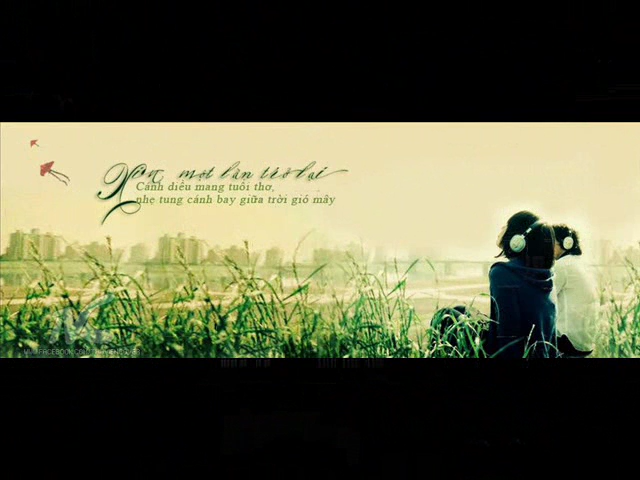 Xin một lần trở lại
Cánh diều mang tuổi thơ,
nhẹ tung cánh bay giữa trời gió mây